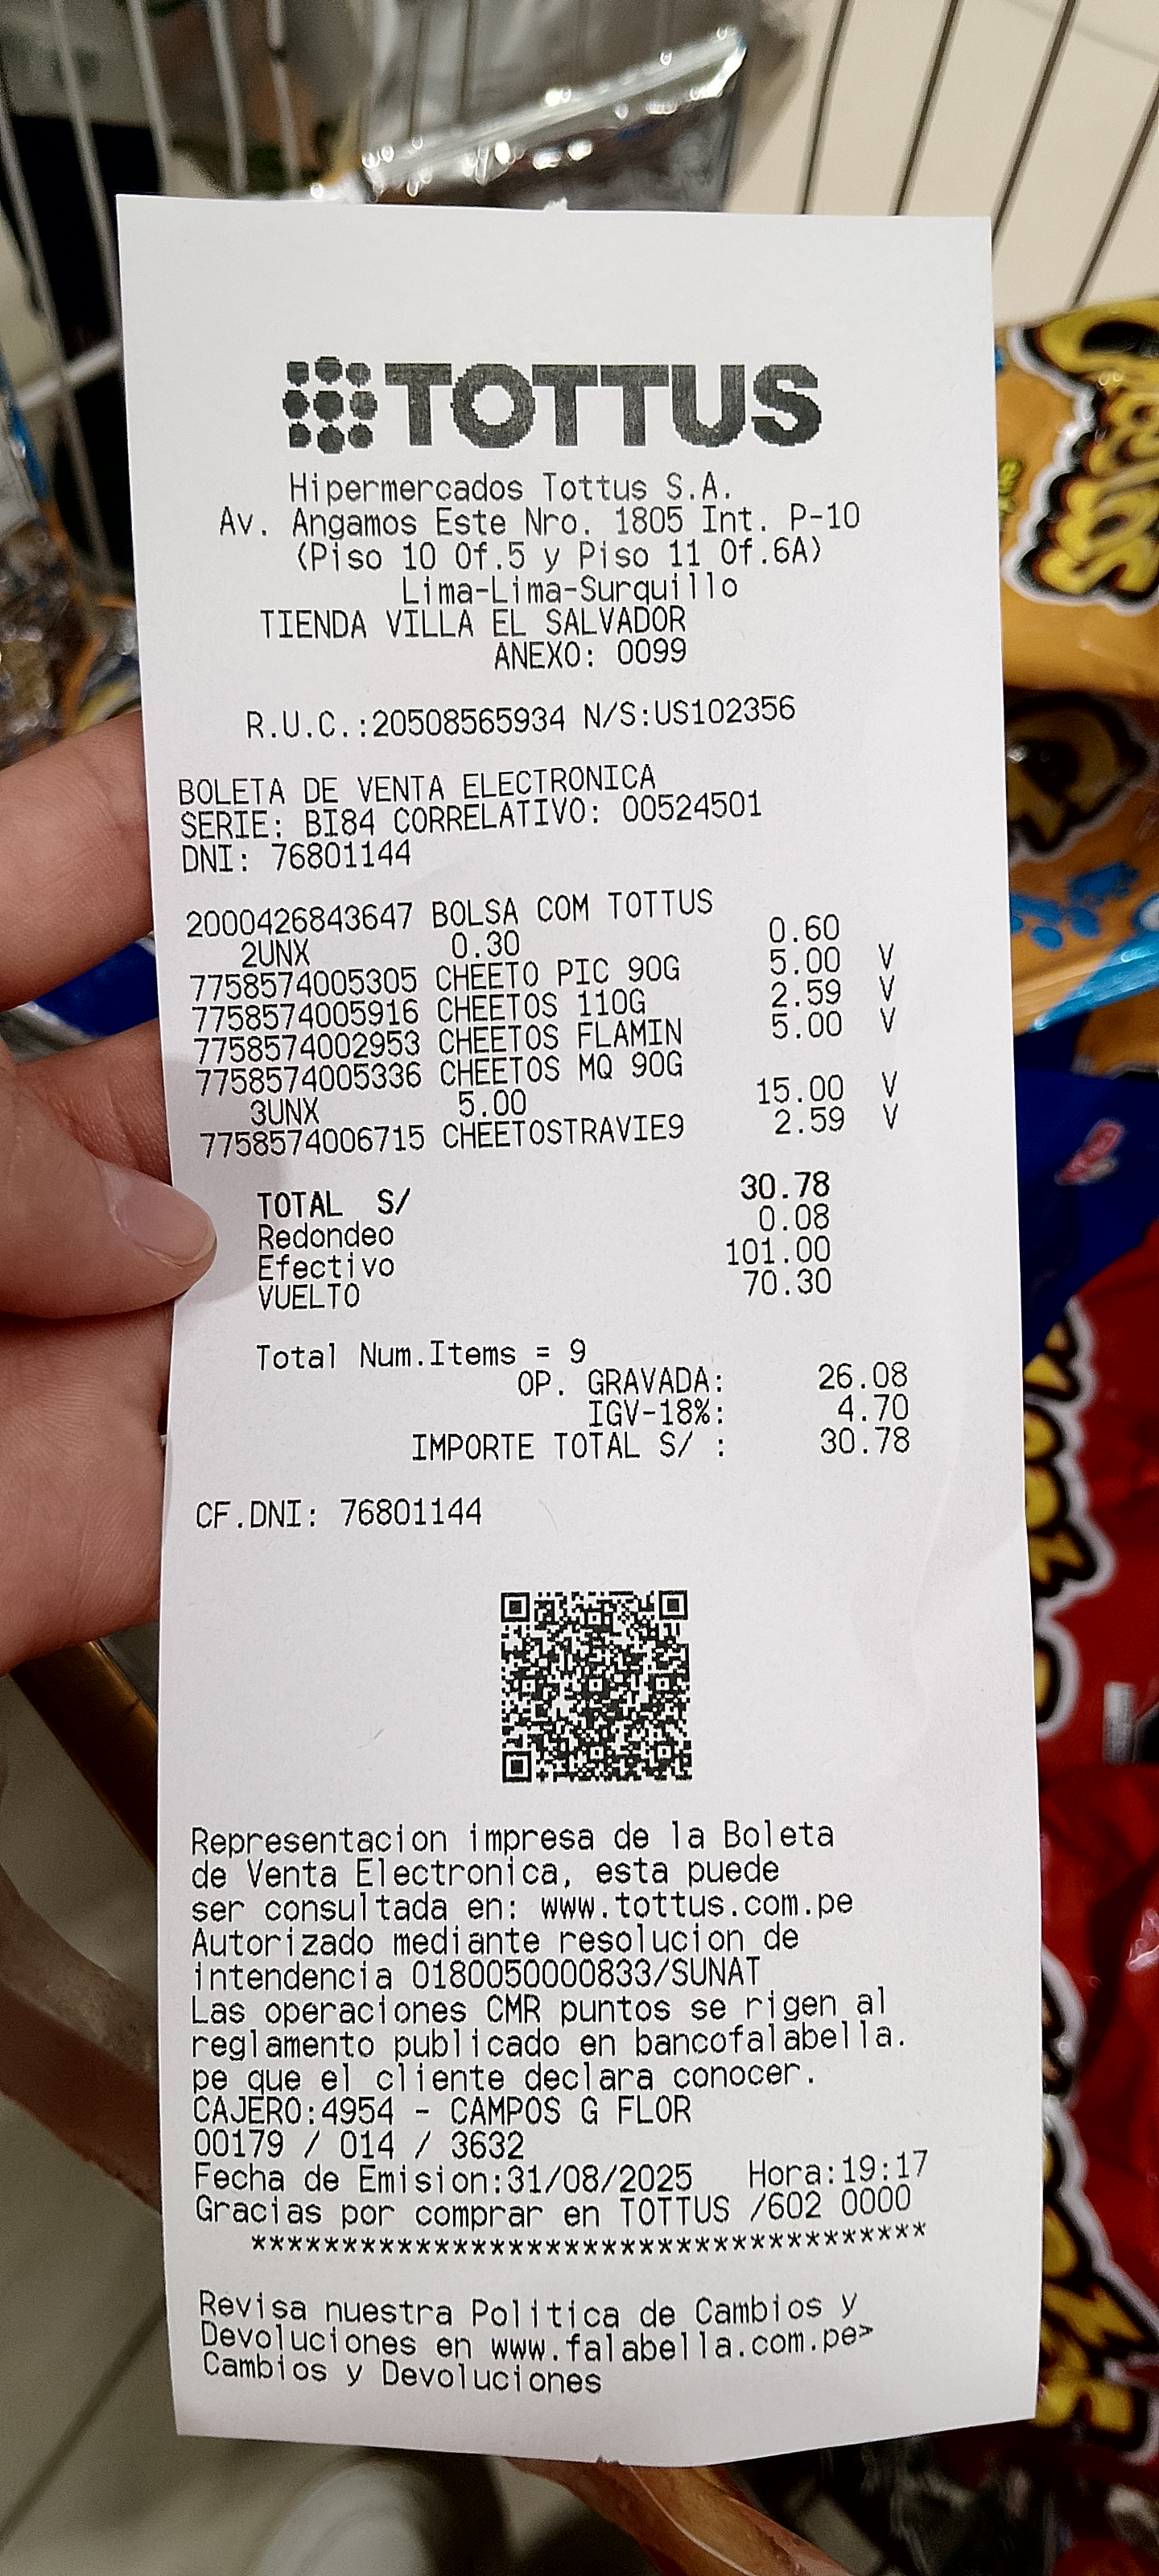 TOTTUS
Hipermercados Tottus S.A.
Av. Angamos Este Nro. 1805 Int. P-10
(Piso 10 Of.5 y Piso 11 Of.6A)
Lima-Lima-Surquillo
TIENDA VILLA EL SALVADOR
ANEXO: 0099
R.U.C.:20508565934 N/S:US102356
BOLETA DE VENTA ELECTRONICA
SERIE: BI84 CORRELATIVO: 00524501
DNI: 76801144
2000426843647 BOLSA COM TOTTUS
2UNX 0.30 0.60
7758574005305 CHEETO PIC 90G 5.00 V
7758574005916 CHEETOS 110G 2.59 V
7758574002953 CHEETOS FLAMIN 5.00 V
7758574005336 CHEETOS MQ 90G
3UNX 5.00 15.00 V
7758574006715 CHEETOSTRAVIE9 2.59 V
TOTAL S/ 30.78
Redondeo 0.08
Efectivo 101.00
VUELTO 70.30
Total Num.Items = 9
OP. GRAVADA: 26.08
IGV-18%: 4.70
IMPORTE TOTAL S/ : 30.78
CF.DNI: 76801144
Representacion impresa de la Boleta
de Venta Electronica, esta puede
ser consultada en: www.tottus.com.pe
Autorizado mediante resolucion de
intendencia 0180050000833/SUNAT
Las operaciones CMR puntos se rigen al
reglamento publicado en bancofalabella.
pe que el cliente declara conocer.
CAJERO:4954 - CAMPOS G FLOR
00179 / 014 / 3632
Fecha de Emision:31/08/2025 Hora:19:17
Gracias por comprar en TOTTUS /602 0000
*************************************
Revisa nuestra Politica de Cambios y
Devoluciones en www.falabella.com.pe>
Cambios y Devoluciones